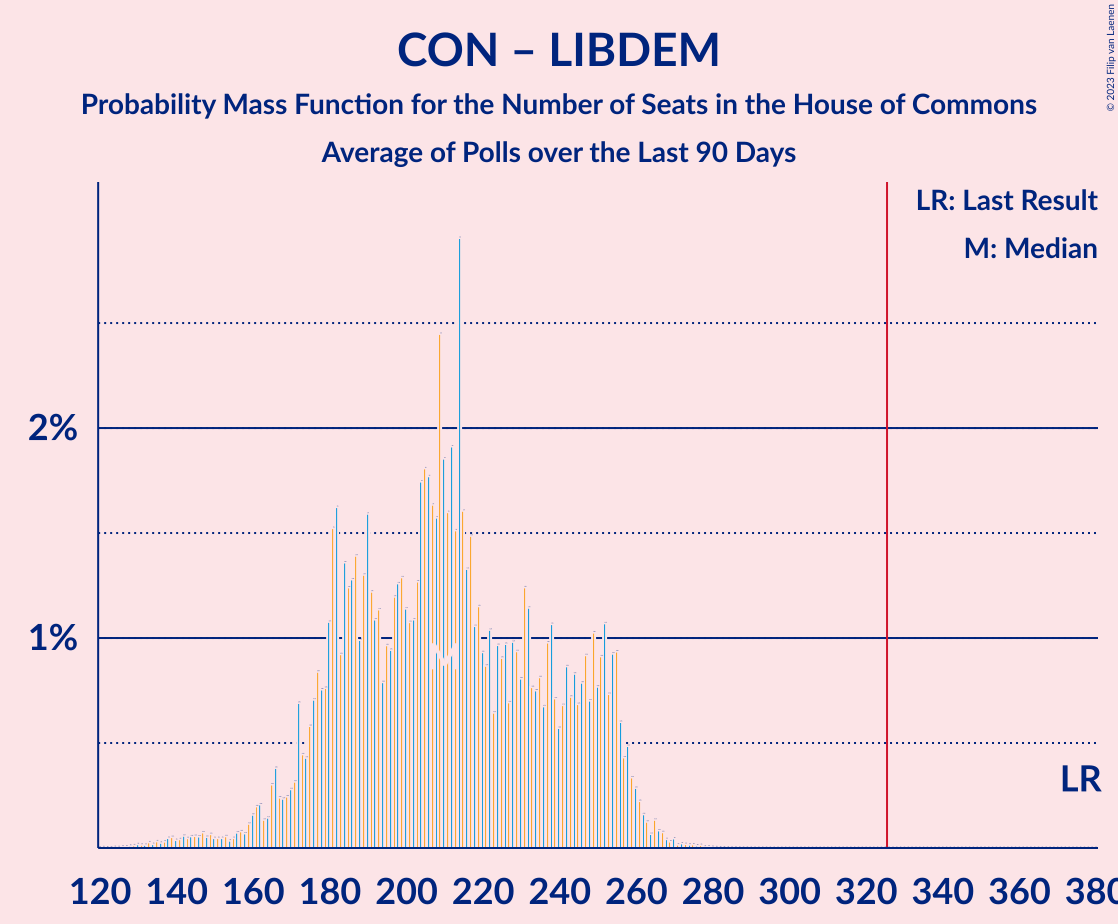 CON – LIBDEM
Probability Mass Function for the Number of Seats in the House of Commons
Average of Polls over the Last 90 Days
© 2023 Filip van Laenen
LR: Last Result
M: Median
2%
1%
M
LR
120 140 160 180 200 220 240 260 280 300 320 340 360 380